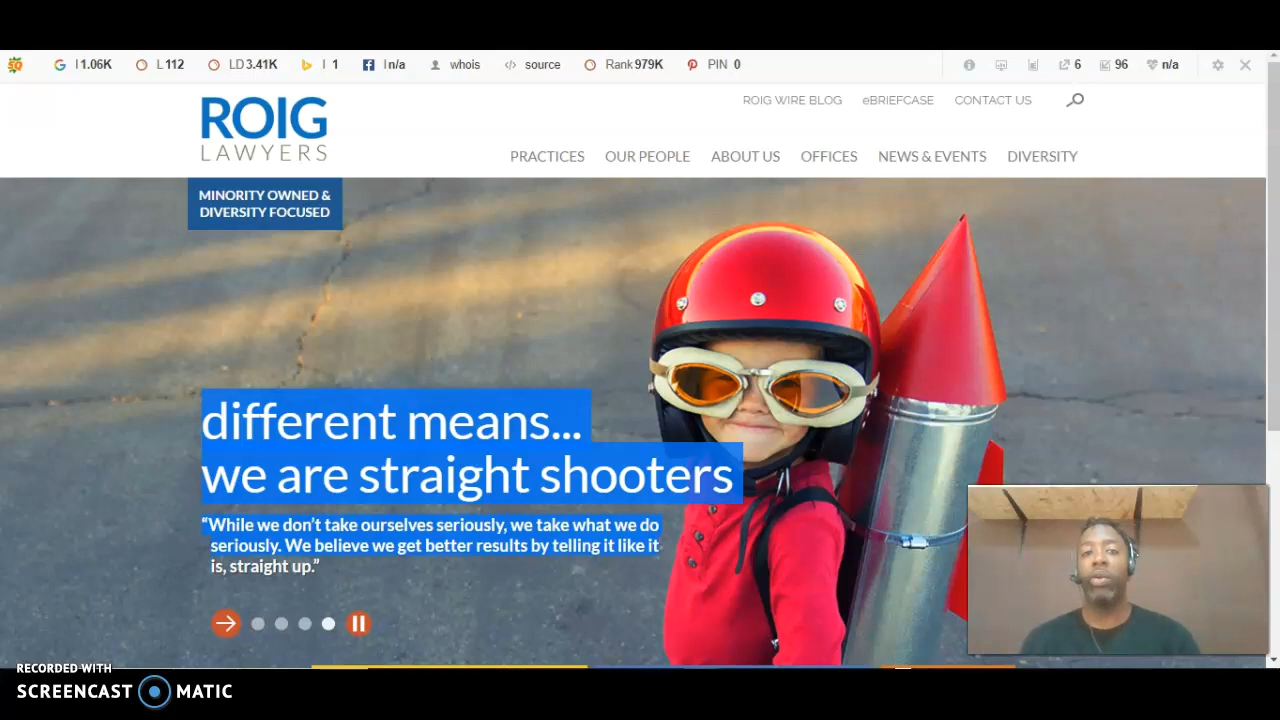 I 1.06K L 112 LD 3.41K I 1 I n/a whois source Rank 979K PIN 0 6 96 n/a
ROIG WIRE BLOG eBRIEFCASE CONTACT US
ROIG
LAWYERS
PRACTICES OUR PEOPLE ABOUT US OFFICES NEWS & EVENTS DIVERSITY
MINORITY OWNED &
DIVERSITY FOCUSED
different means...
we are straight shooters
“While we don’t take ourselves seriously, we take what we do
seriously. We believe we get better results by telling it like it
is, straight up.”
RECORDED WITH
SCREENCAST MATIC